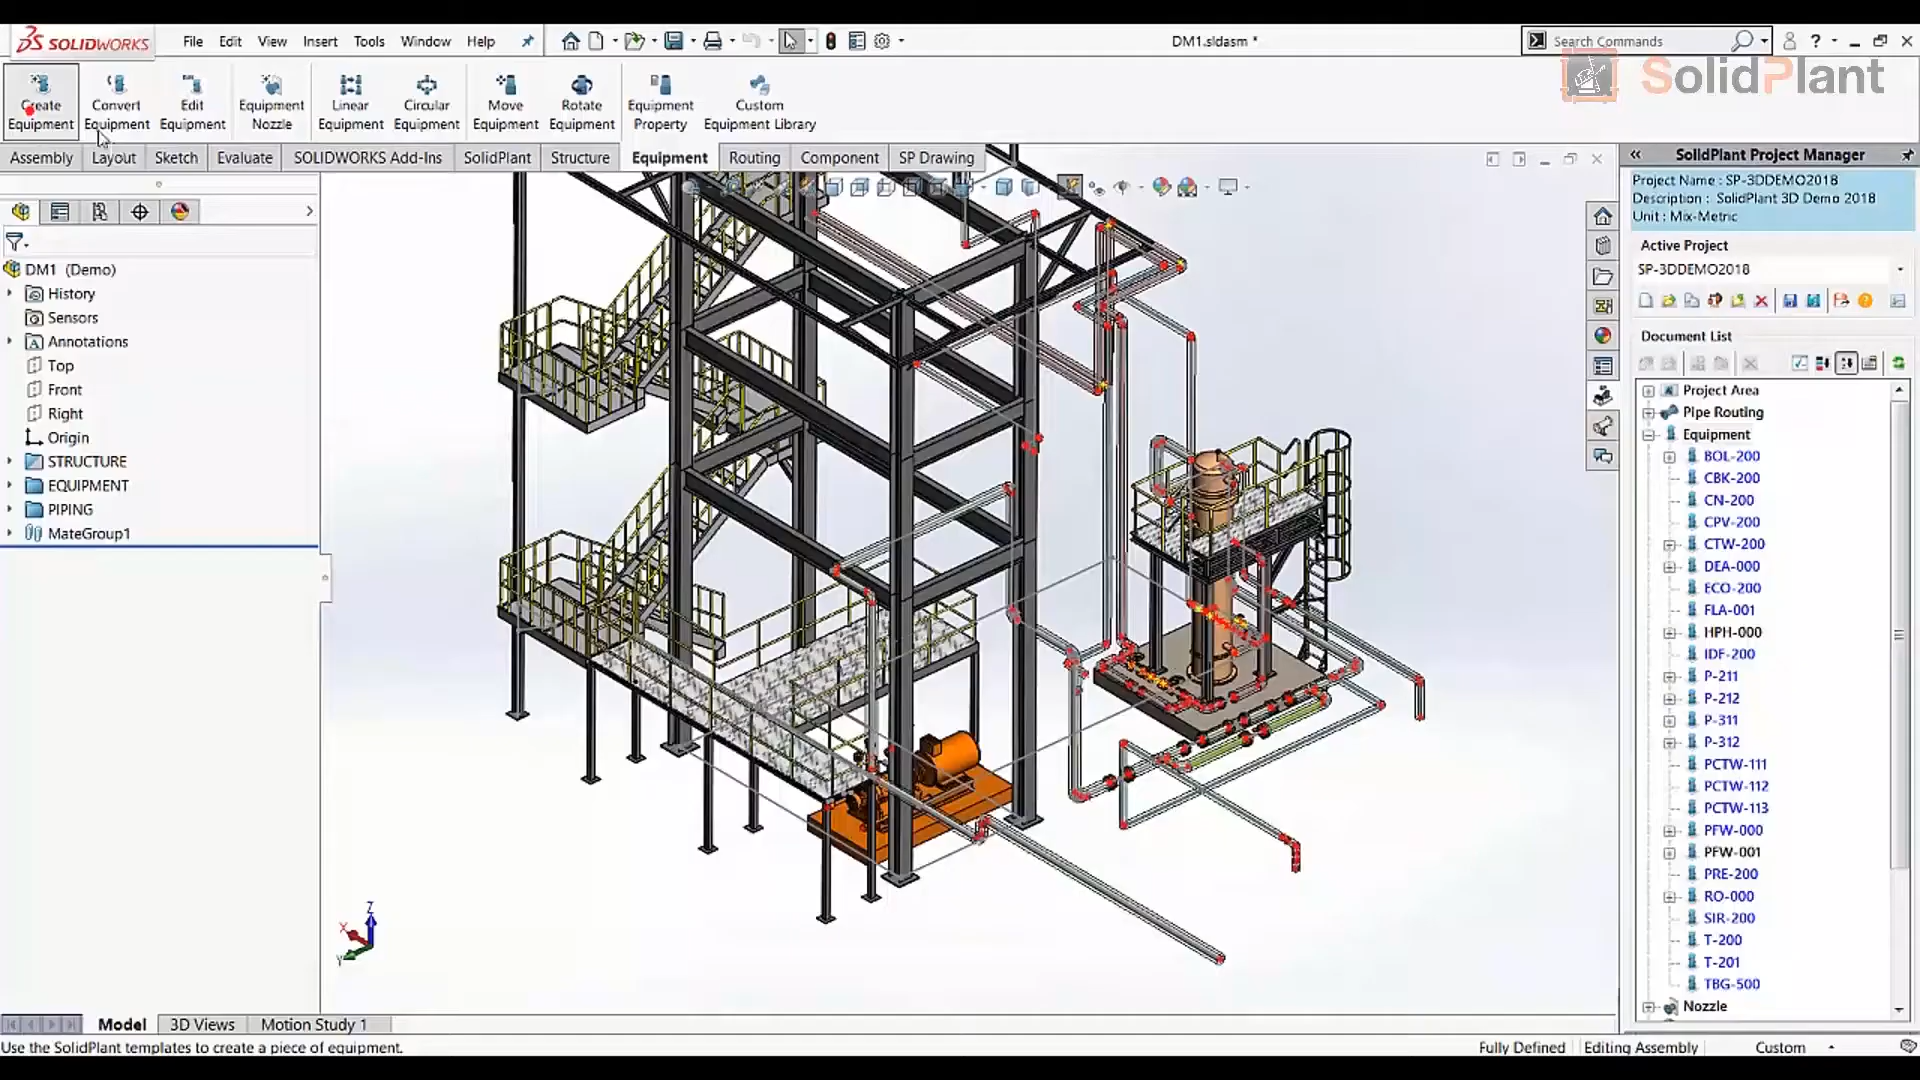 SOLIDWORKS
File Edit View Insert Tools Window Help
DM1.sldasm *
Search Commands
SolidPlant
Create Equipment
Convert Equipment
Edit Equipment
Equipment Nozzle
Linear Equipment
Circular Equipment
Move Equipment
Rotate Equipment
Equipment Property
Custom Equipment Library
Assembly Layout Sketch Evaluate SOLIDWORKS Add-Ins SolidPlant Structure Equipment Routing Component SP Drawing
DM1 (Demo)
History
Sensors
Annotations
Top
Front
Right
Origin
STRUCTURE
EQUIPMENT
PIPING
MateGroup1
Z
X
Y
SolidPlant Project Manager
Project Name : SP-3DDEMO2018
Description : SolidPlant 3D Demo 2018
Unit : Mix-Metric
Active Project
SP-3DDEMO2018
Document List
Project Area
Pipe Routing
Equipment
BOL-200
CBK-200
CN-200
CPV-200
CTW-200
DEA-000
ECO-200
FLA-001
HPH-000
IDF-200
P-211
P-212
P-311
P-312
PCTW-111
PCTW-112
PCTW-113
PFW-000
PFW-001
PRE-200
RO-000
SIR-200
T-200
T-201
TBG-500
Nozzle
Model 3D Views Motion Study 1
Use the SolidPlant templates to create a piece of equipment.
Fully Defined Editing Assembly Custom